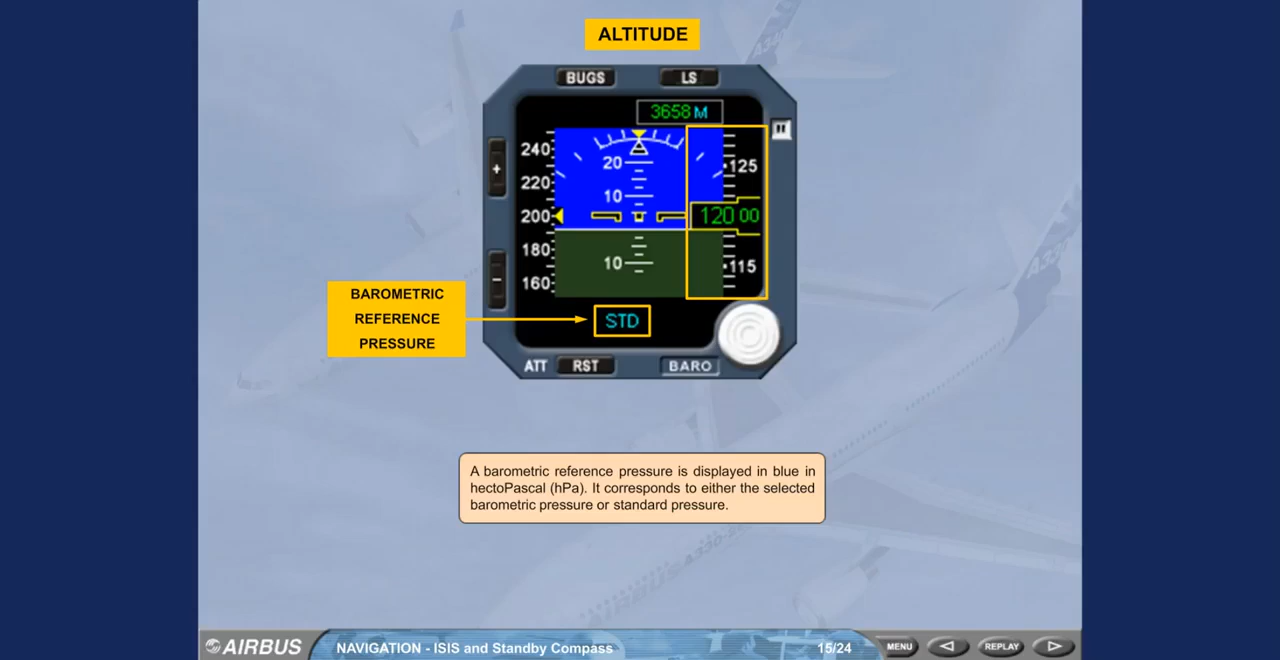 ALTITUDE
BUGS
LS
3658 M
240
220
200
180
160
20
10
10
125
120 00
115
BAROMETRIC
REFERENCE
PRESSURE
STD
ATT
RST
BARO
A barometric reference pressure is displayed in blue in
hectoPascal (hPa). It corresponds to either the selected
barometric pressure or standard pressure.
AIRBUS
NAVIGATION - ISIS and Standby Compass
15/24
MENU
REPLAY